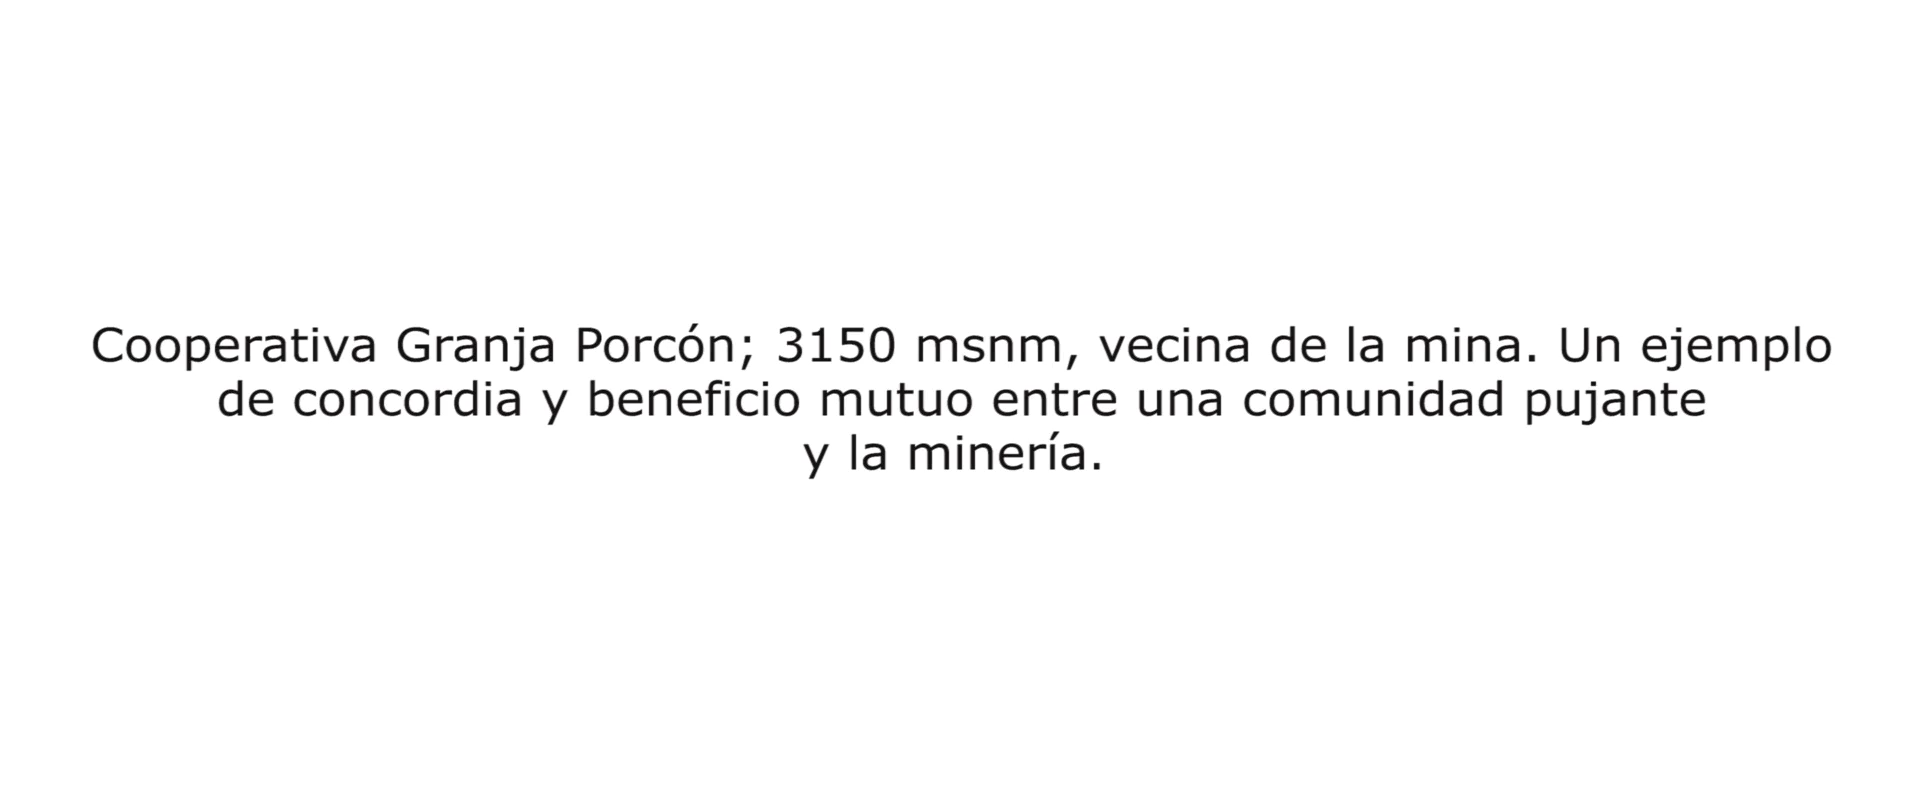 Cooperativa Granja Porcón; 3150 msnm, vecina de la mina. Un ejemplo
de concordia y beneficio mutuo entre una comunidad pujante
y la minería.